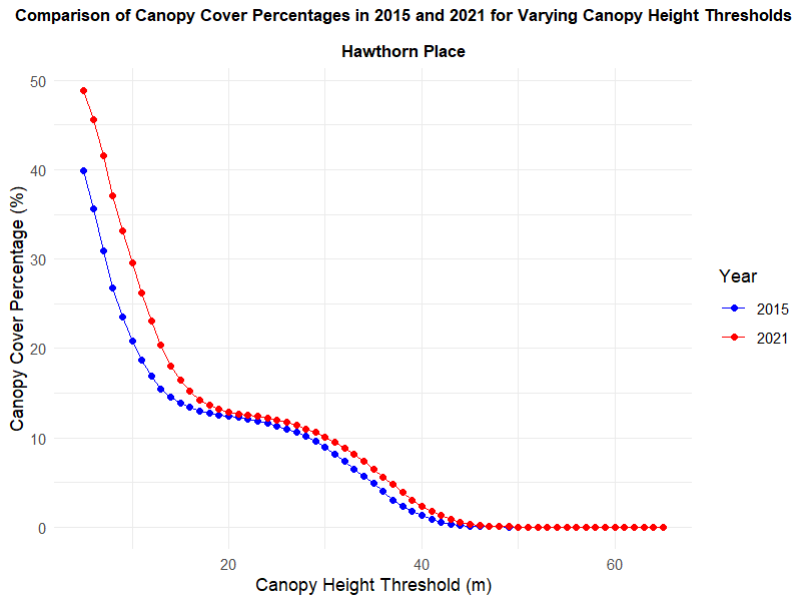 Comparison of Canopy Cover Percentages in 2015 and 2021 for Varying Canopy Height Thresholds
Hawthorn Place
50
40
30
20
10
0
Canopy Cover Percentage (%)
20
40
60
Canopy Height Threshold (m)
Year
2015
2021